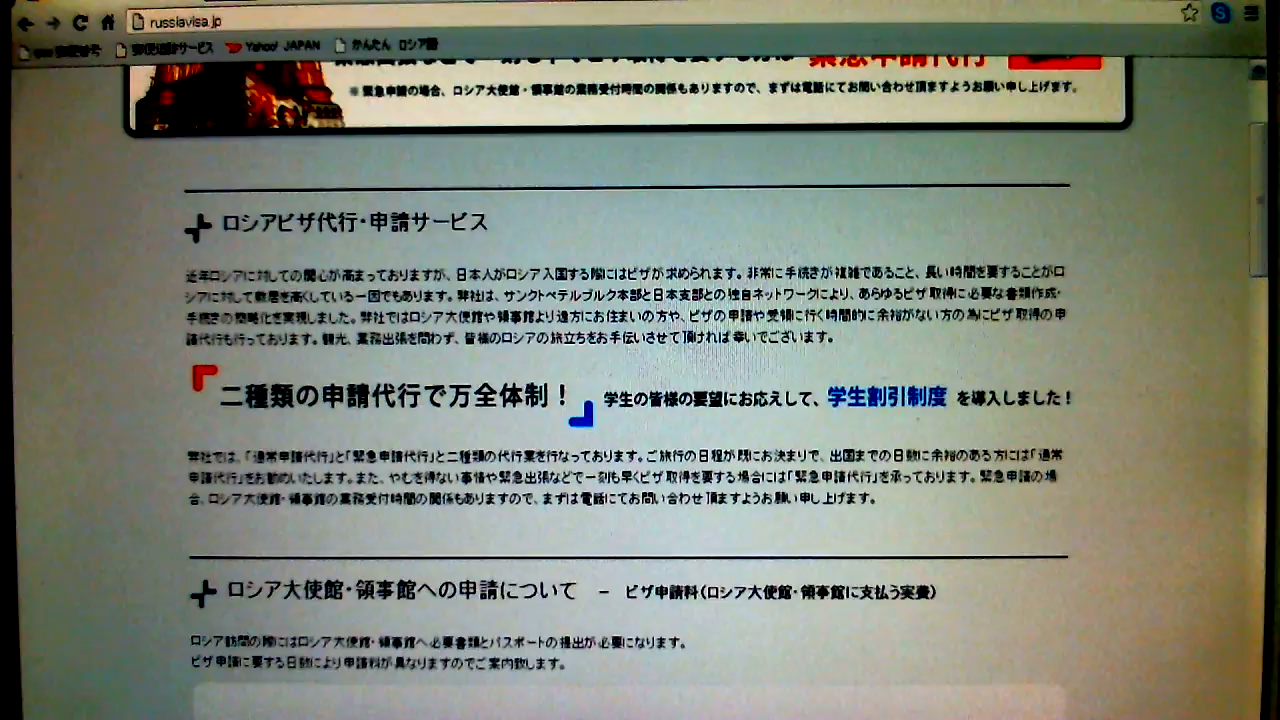 russiavisa.jp
郵便追跡サービス
Yahoo! JAPAN
かんたん ロシア語
緊急申請代行
※ 緊急申請の場合、ロシア大使館・領事館の業務受付時間の関係もありますので、まずは電話にてお問い合わせ頂ますようお願い申し上げます。
ロシアビザ代行・申請サービス
近年ロシアに対しての関心が高まっておりますが、日本人がロシア入国する際にはビザが求められます。非常に手続きが複雑であること、長い時間を要することがロ
シアに対して敷居を高くしている一因でもあります。弊社は、サンクトペテルブルク本部と日本支部との独自ネットワークにより、あらゆるビザ取得に必要な書類作成・
手続きの簡略化を実現しました。弊社ではロシア大使館や領事館より遠方にお住まいの方や、ビザの申請や受領に行く時間的に余裕がない方の為にビザ取得の申
請代行も行っております。観光、業務出張を問わず、皆様のロシアの旅立ちをお手伝いさせて頂ければ幸いでございます。
二種類の申請代行で万全体制！ 学生の皆様の要望にお応えして、学生割引制度 を導入しました！
弊社では、「通常申請代行」と「緊急申請代行」と二種類の代行業を行なっております。ご旅行の日程が既にお決まりで、出国までの日数に余裕のある方には「通常
申請代行」をお勧めいたします。また、やむを得ない事情や緊急出張などで一刻も早くビザ取得を要する場合には「緊急申請代行」を承っております。緊急申請の場
合、ロシア大使館・領事館の業務受付時間の関係もありますので、まずは電話にてお問い合わせ頂ますようお願い申し上げます。
ロシア大使館・領事館への申請について － ビザ申請料（ロシア大使館・領事館に支払う実費）
ロシア訪問の際にはロシア大使館・領事館へ必要書類とパスポートの提出が必要になります。
ビザ申請に要する日数により申請料が異なりますのでご案内致します。